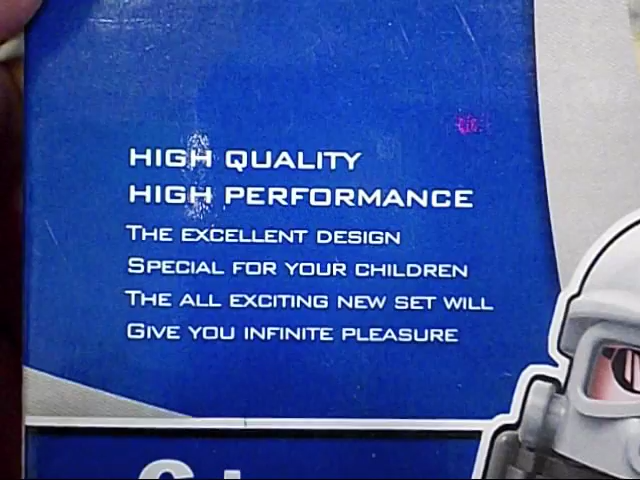 HIGH QUALITY
HIGH PERFORMANCE
THE EXCELLENT DESIGN
SPECIAL FOR YOUR CHILDREN
THE ALL EXCITING NEW SET WILL
GIVE YOU INFINITE PLEASURE